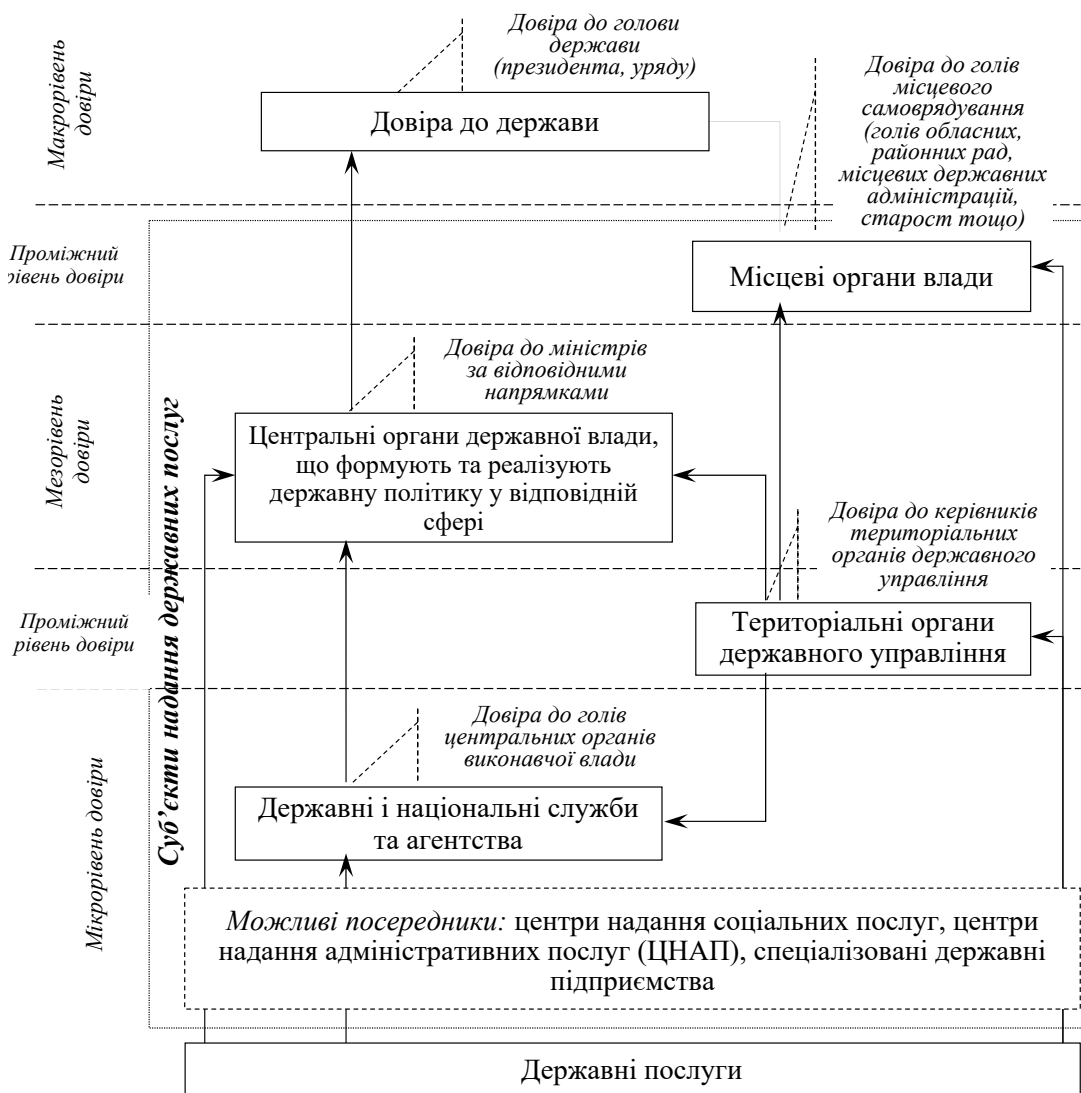 Довіра до голови
держави
(президента, уряду)
Довіра до голів
місцевого
самоврядування
(голів обласних,
районних рад,
місцевих державних
адміністрацій,
старост тощо)
Макрорівень
довіри
Довіра до держави
Проміжний
рівень довіри
Місцеві органи влади
Мезорівень
довіри
Довіра до міністрів
за відповідними
напрямками
Центральні органи державної влади,
що формують та реалізують
державну політику у відповідній
сфері
Суб’єкти надання державних послуг
Довіра до керівників
територіальних
органів державного
управління
Проміжний
рівень довіри
Територіальні органи
державного управління
Мікрорівень довіри
Довіра до голів
центральних органів
виконавчої влади
Державні і національні служби
та агентства
Можливі посередники: центри надання соціальних послуг, центри
надання адміністративних послуг (ЦНАП), спеціалізовані державні
підприємства
Державні послуги